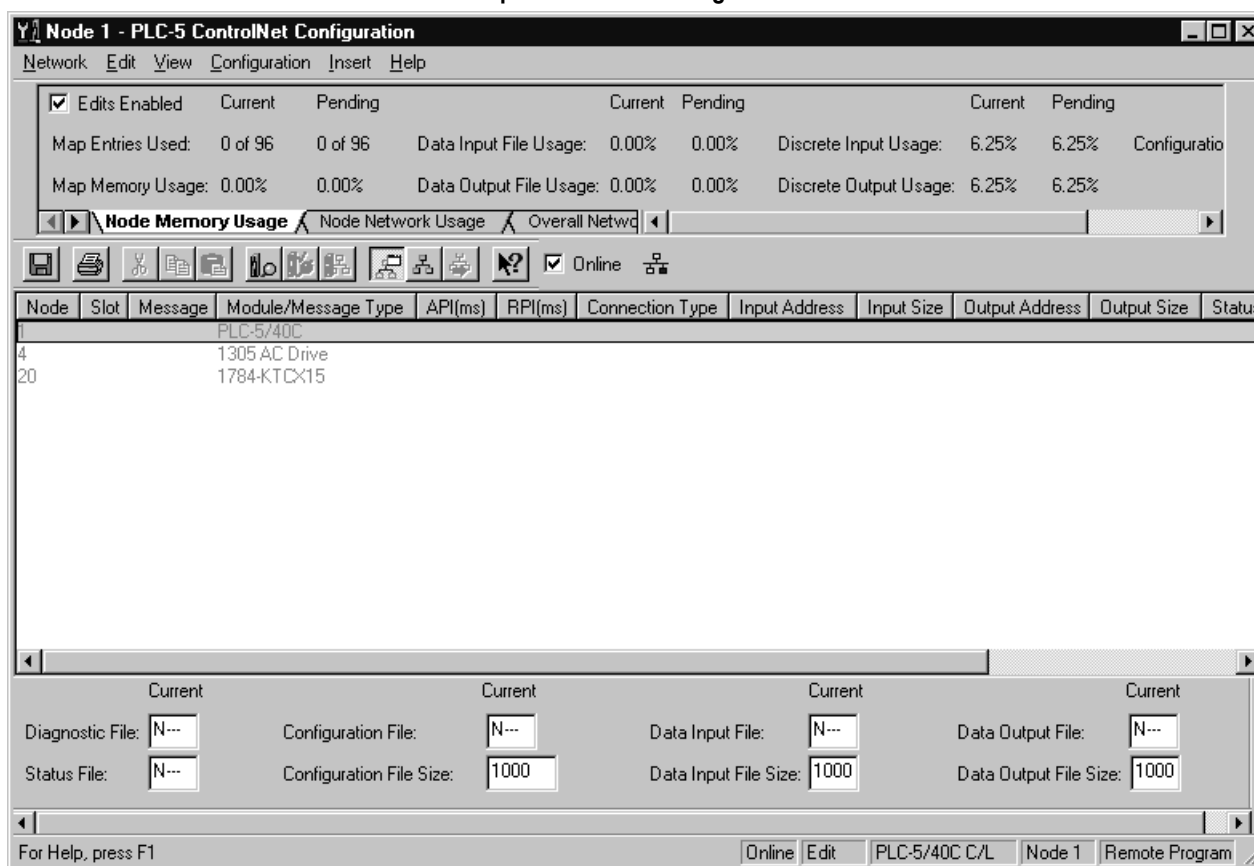 Node 1 - PLC-5 ControlNet Configuration
Network Edit View Configuration Insert Help
Edits Enabled Current Pending Current Pending Current Pending
Map Entries Used: 0 of 96 0 of 96 Data Input File Usage: 0.00% 0.00% Discrete Input Usage: 6.25% 6.25% Configuratio
Map Memory Usage: 0.00% 0.00% Data Output File Usage: 0.00% 0.00% Discrete Output Usage: 6.25% 6.25%
Node Memory Usage Node Network Usage Overall Netwo
Online
Node Slot Message Module/Message Type API(ms) RPI(ms) Connection Type Input Address Input Size Output Address Output Size Statu
1 PLC-5/40C
4 1305 AC Drive
20 1784-KTCX15
Current Current Current Current
Diagnostic File: N--- Configuration File: N--- Data Input File: N--- Data Output File: N---
Status File: N--- Configuration File Size: 1000 Data Input File Size: 1000 Data Output File Size: 1000
For Help, press F1 Online Edit PLC-5/40C C/L Node 1 Remote Program